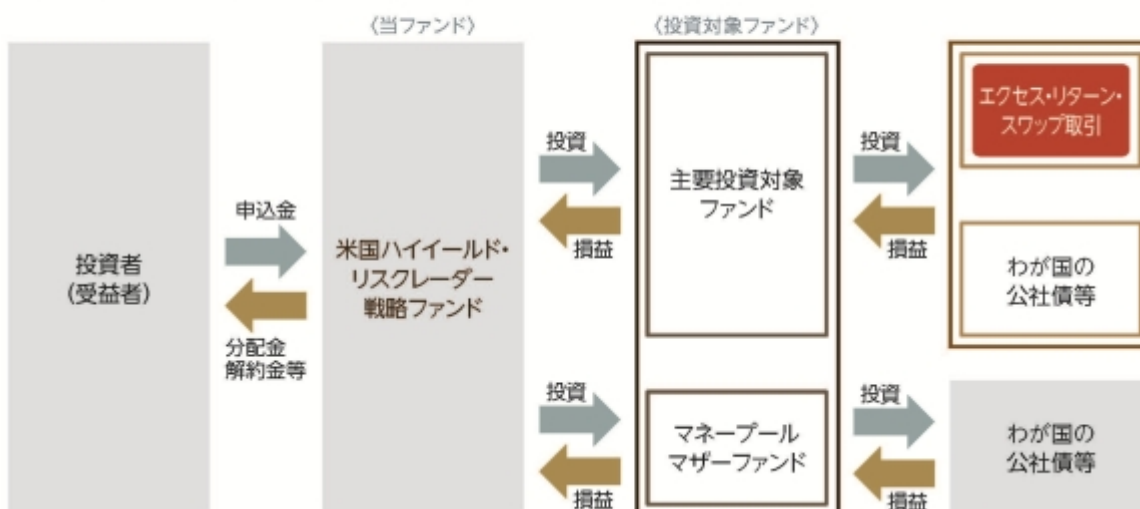 〈当ファンド〉
〈投資対象ファンド〉
投資者
(受益者)
申込金
分配金
解約金等
米国ハイイールド・
リスクレーダー
戦略ファンド
投資
損益
主要投資対象
ファンド
投資
損益
エクセス・リターン・
スワップ取引
わが国の
公社債等
投資
損益
マネープール
マザーファンド
投資
損益
わが国の
公社債等